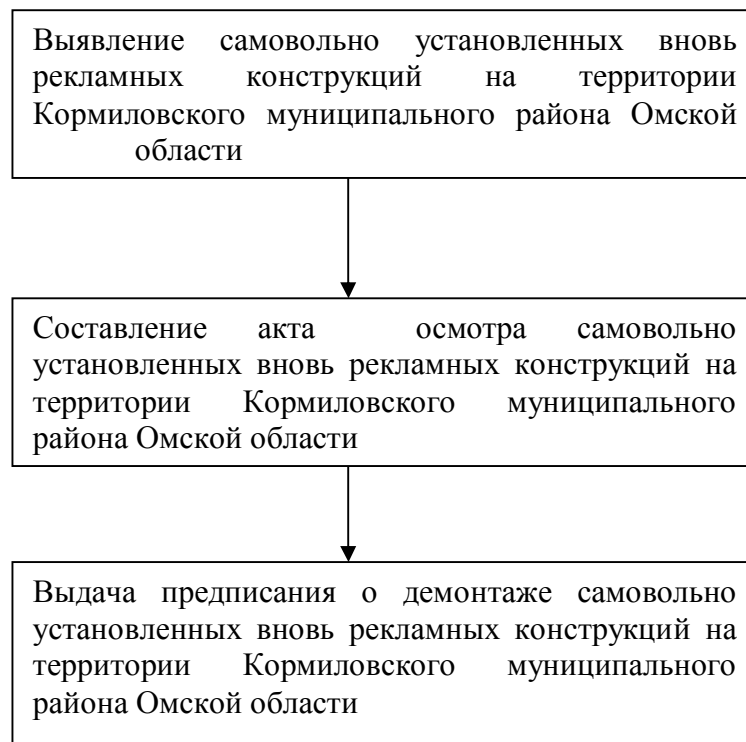 Выявление самовольно установленных вновь
рекламных конструкций на территории
Кормиловского муниципального района Омской
области
Составление акта осмотра самовольно
установленных вновь рекламных конструкций на
территории Кормиловского муниципального
района Омской области
Выдача предписания о демонтаже самовольно
установленных вновь рекламных конструкций на
территории Кормиловского муниципального
района Омской области